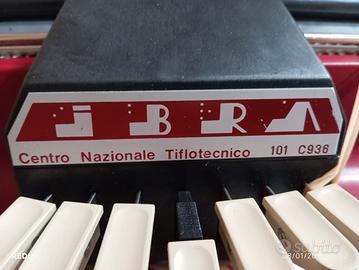 i B R A
Centro Nazionale Tiflotecnico 101 C936
subito